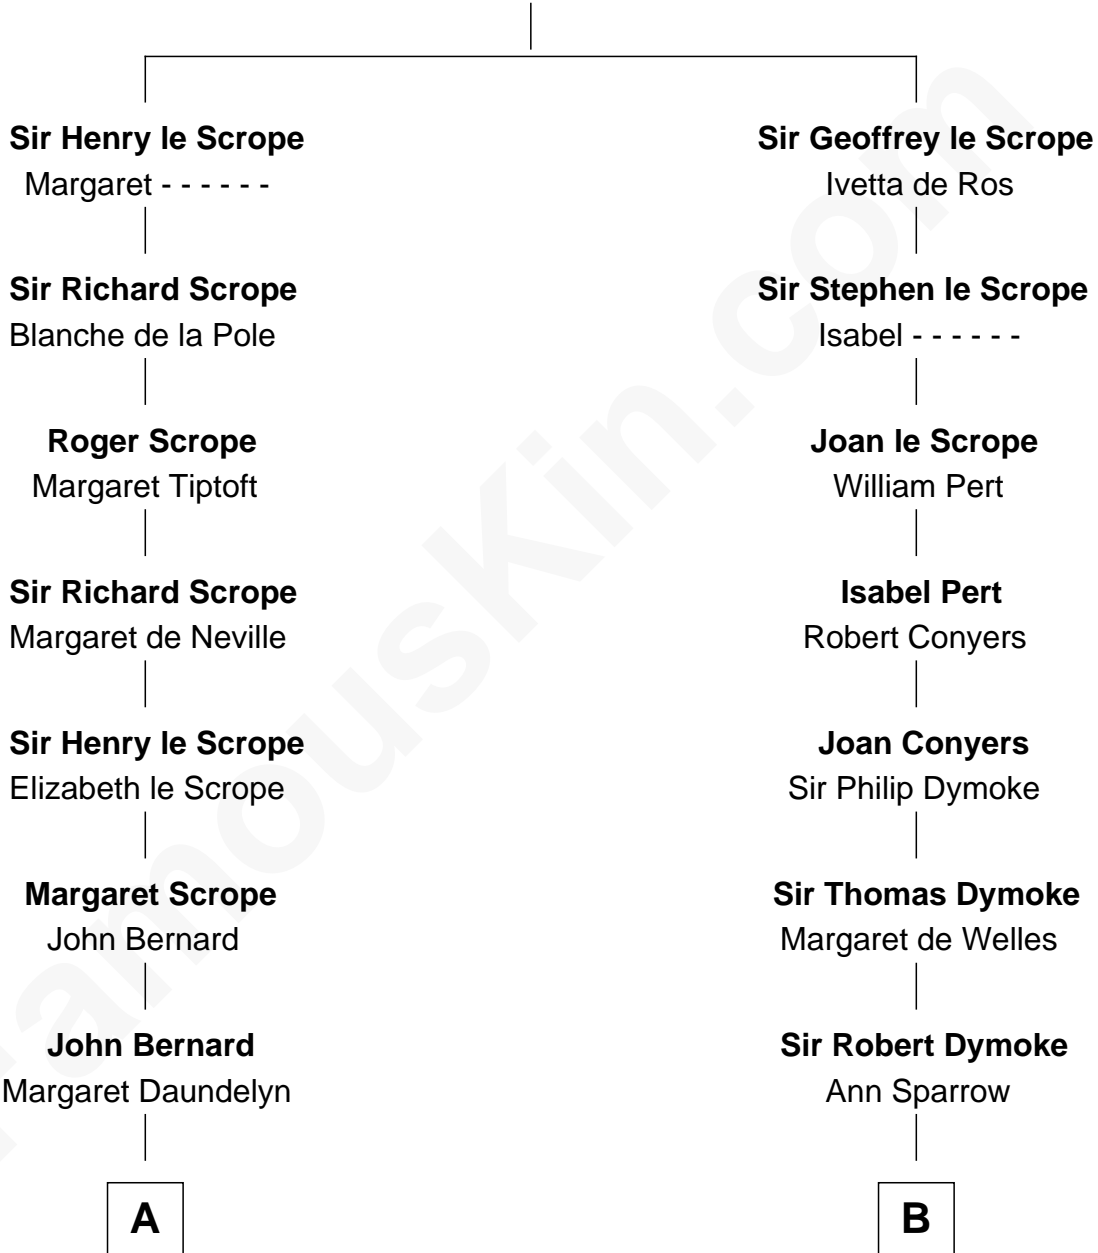 Sir Henry le Scrope
Margaret - - - - - -
Sir Richard Scrope
Blanche de la Pole
Roger Scrope
Margaret Tiptoft
Sir Richard Scrope
Margaret de Neville
Sir Henry le Scrope
Elizabeth le Scrope
Margaret Scrope
John Bernard
John Bernard
Margaret Daundelyn
A
Sir Geoffrey le Scrope
Ivetta de Ros
Sir Stephen le Scrope
Isabel - - - - - -
Joan le Scrope
William Pert
Isabel Pert
Robert Conyers
Joan Conyers
Sir Philip Dymoke
Sir Thomas Dymoke
Margaret de Welles
Sir Robert Dymoke
Ann Sparrow
B
FamousKin.com